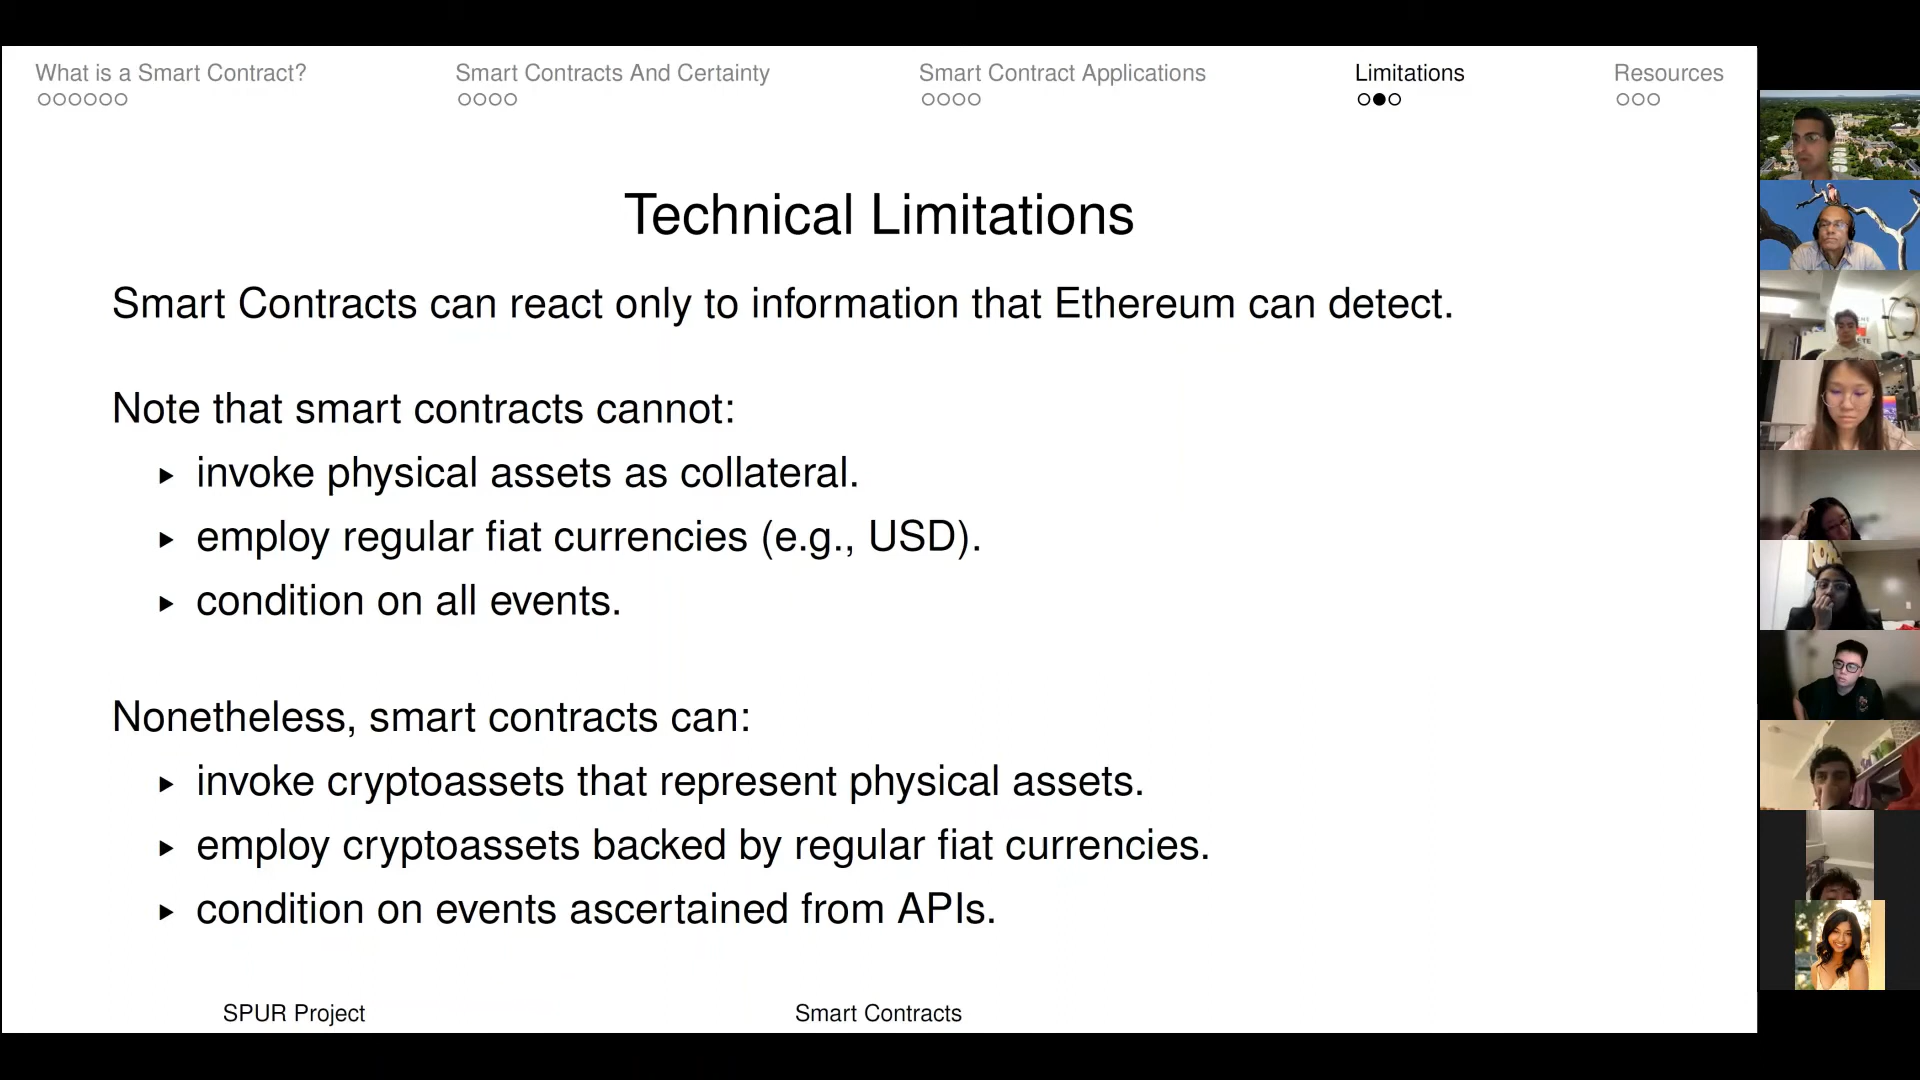 What is a Smart Contract?
Smart Contracts And Certainty
Smart Contract Applications
Limitations
Resources
Technical Limitations
Smart Contracts can react only to information that Ethereum can detect.
Note that smart contracts cannot:
invoke physical assets as collateral.
employ regular fiat currencies (e.g., USD).
condition on all events.
Nonetheless, smart contracts can:
invoke cryptoassets that represent physical assets.
employ cryptoassets backed by regular fiat currencies.
condition on events ascertained from APIs.
SPUR Project
Smart Contracts